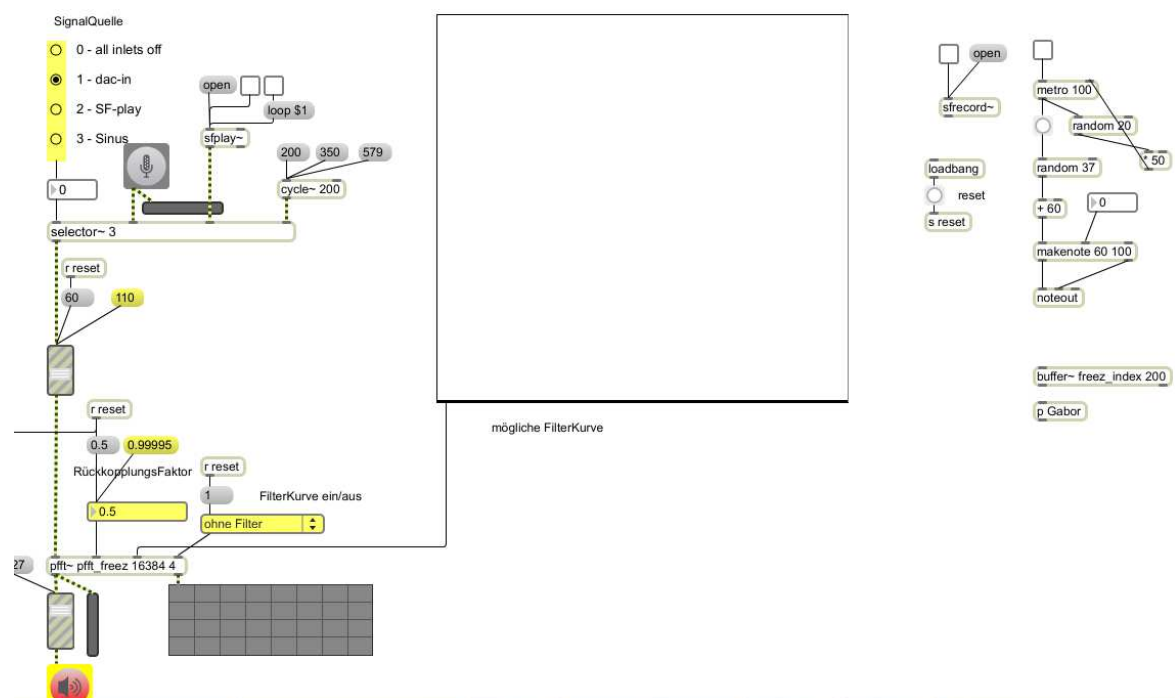 SignalQuelle
0 - all inlets off
1 - dac-in
2 - SF-play
3 - Sinus
0
open
loop $1
sfplay~
200 350 579
cycle~ 200
selector~ 3
r reset
60 110
r reset
0.5 0.99995
RückkopplungsFaktor
0.5
r reset
1
FilterKurve ein/aus
ohne Filter
pfft~ pfft_freez 16384 4
27
mögliche FilterKurve
open
sfrecord~
loadbang
reset
s reset
metro 100
random 20
* 50
random 37
+ 60
0
makenote 60 100
noteout
buffer~ freez_index 200
p Gabor